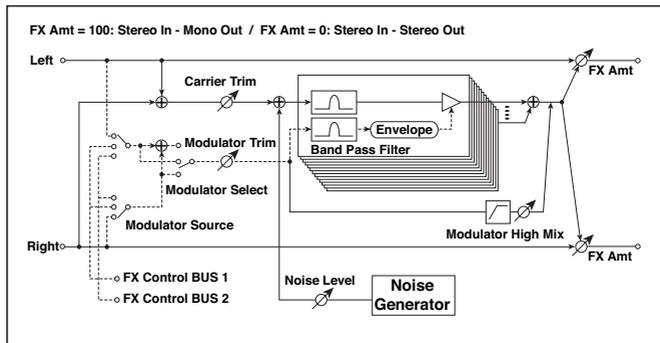 FX Amt = 100: Stereo In - Mono Out / FX Amt = 0: Stereo In - Stereo Out
Left
FX Amt
Carrier Trim
Envelope
Band Pass Filter
Modulator Trim
Modulator Select
Modulator Source
Modulator High Mix
Right
FX Amt
FX Control BUS 1
FX Control BUS 2
Noise Level
Noise
Generator